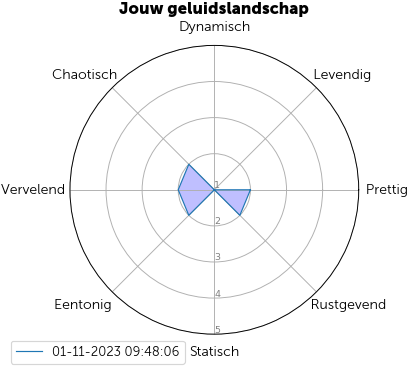 Jouw geluidslandschap
Dynamisch
Chaotisch
Levendig
Vervelend
1
Prettig
2
3
4
Eentonig
Rustgevend
5
01-11-2023 09:48:06
Statisch